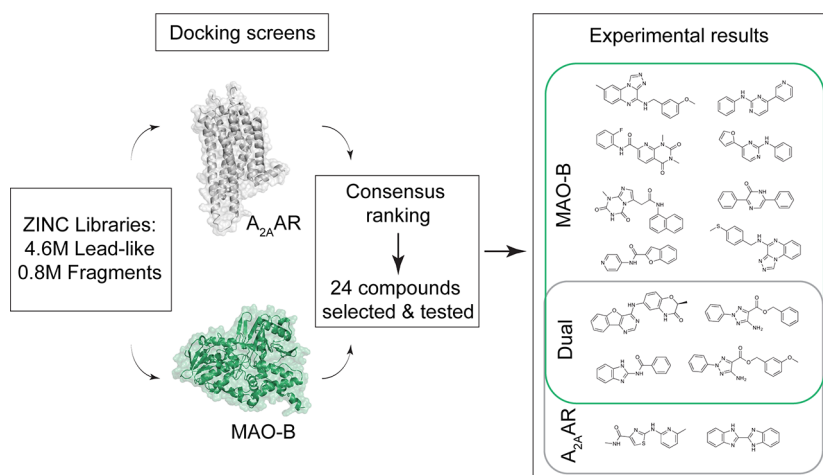 Docking screens
Experimental results
ZINC Libraries:
4.6M Lead-like
0.8M Fragments
A2AAR
MAO-B
Consensus
ranking
24 compounds
selected & tested
MAO-B
Dual
A2AAR